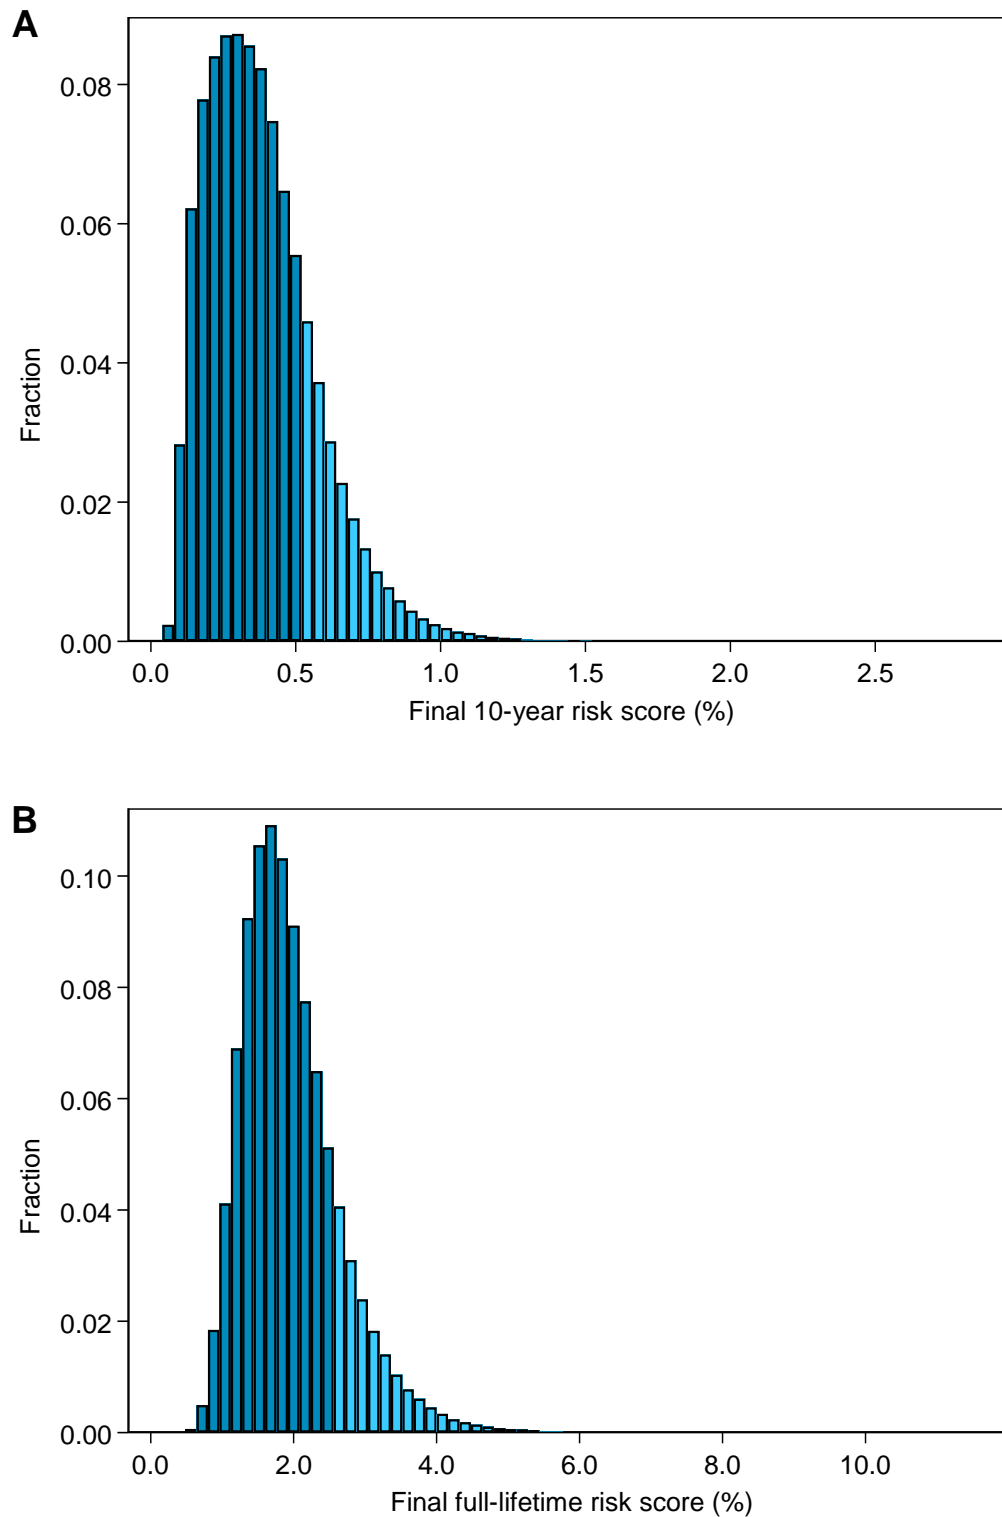 A
0.08
0.06
0.04
0.02
0.00
Fraction
0.0 0.5 1.0 1.5 2.0 2.5
Final 10-year risk score (%)
B
0.10
0.08
0.06
0.04
0.02
0.00
Fraction
0.0 2.0 4.0 6.0 8.0 10.0
Final full-lifetime risk score (%)